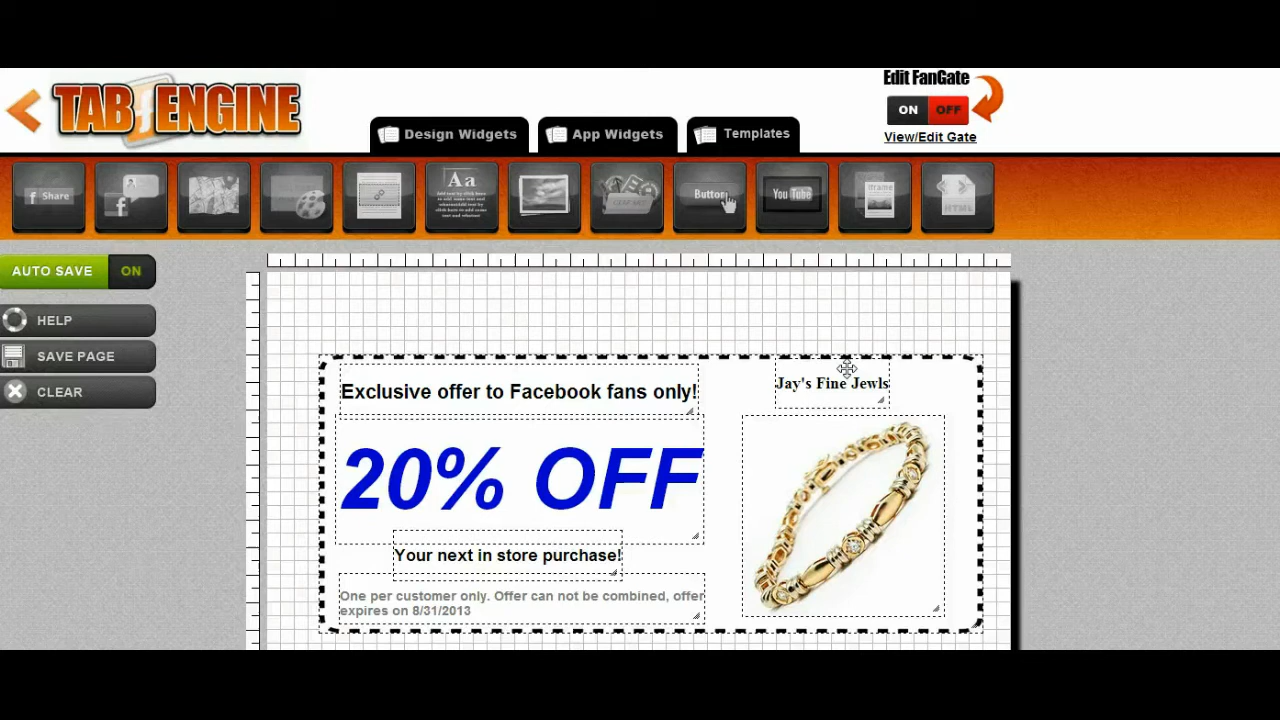 TAB ENGINE
Edit FanGate
ON OFF
View/Edit Gate
Design Widgets
App Widgets
Templates
f Share
f
Aa
Button
You Tube
iframe
HTML
AUTO SAVE ON
HELP
SAVE PAGE
CLEAR
Exclusive offer to Facebook fans only!
Jay's Fine Jewls
20% OFF
Your next in store purchase!
One per customer only. Offer can not be combined, offer
expires on 8/31/2013